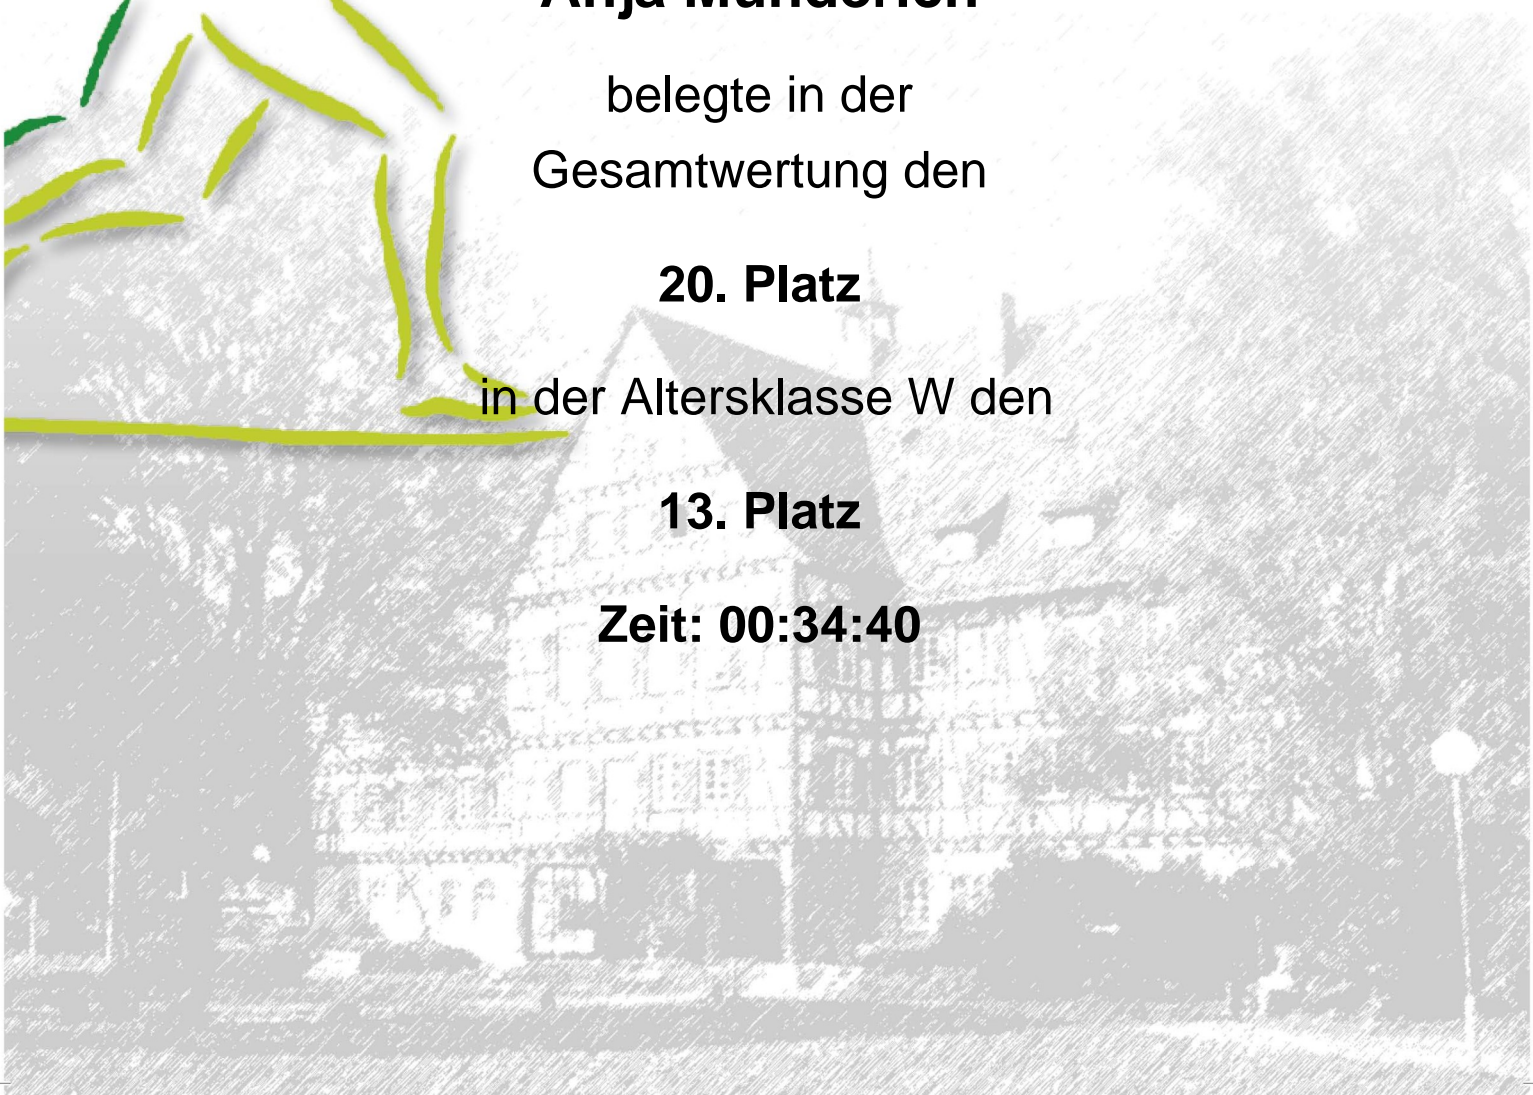 belegte in der
Gesamtwertung den
20. Platz
in der Altersklasse W den
13. Platz
Zeit: 00:34:40